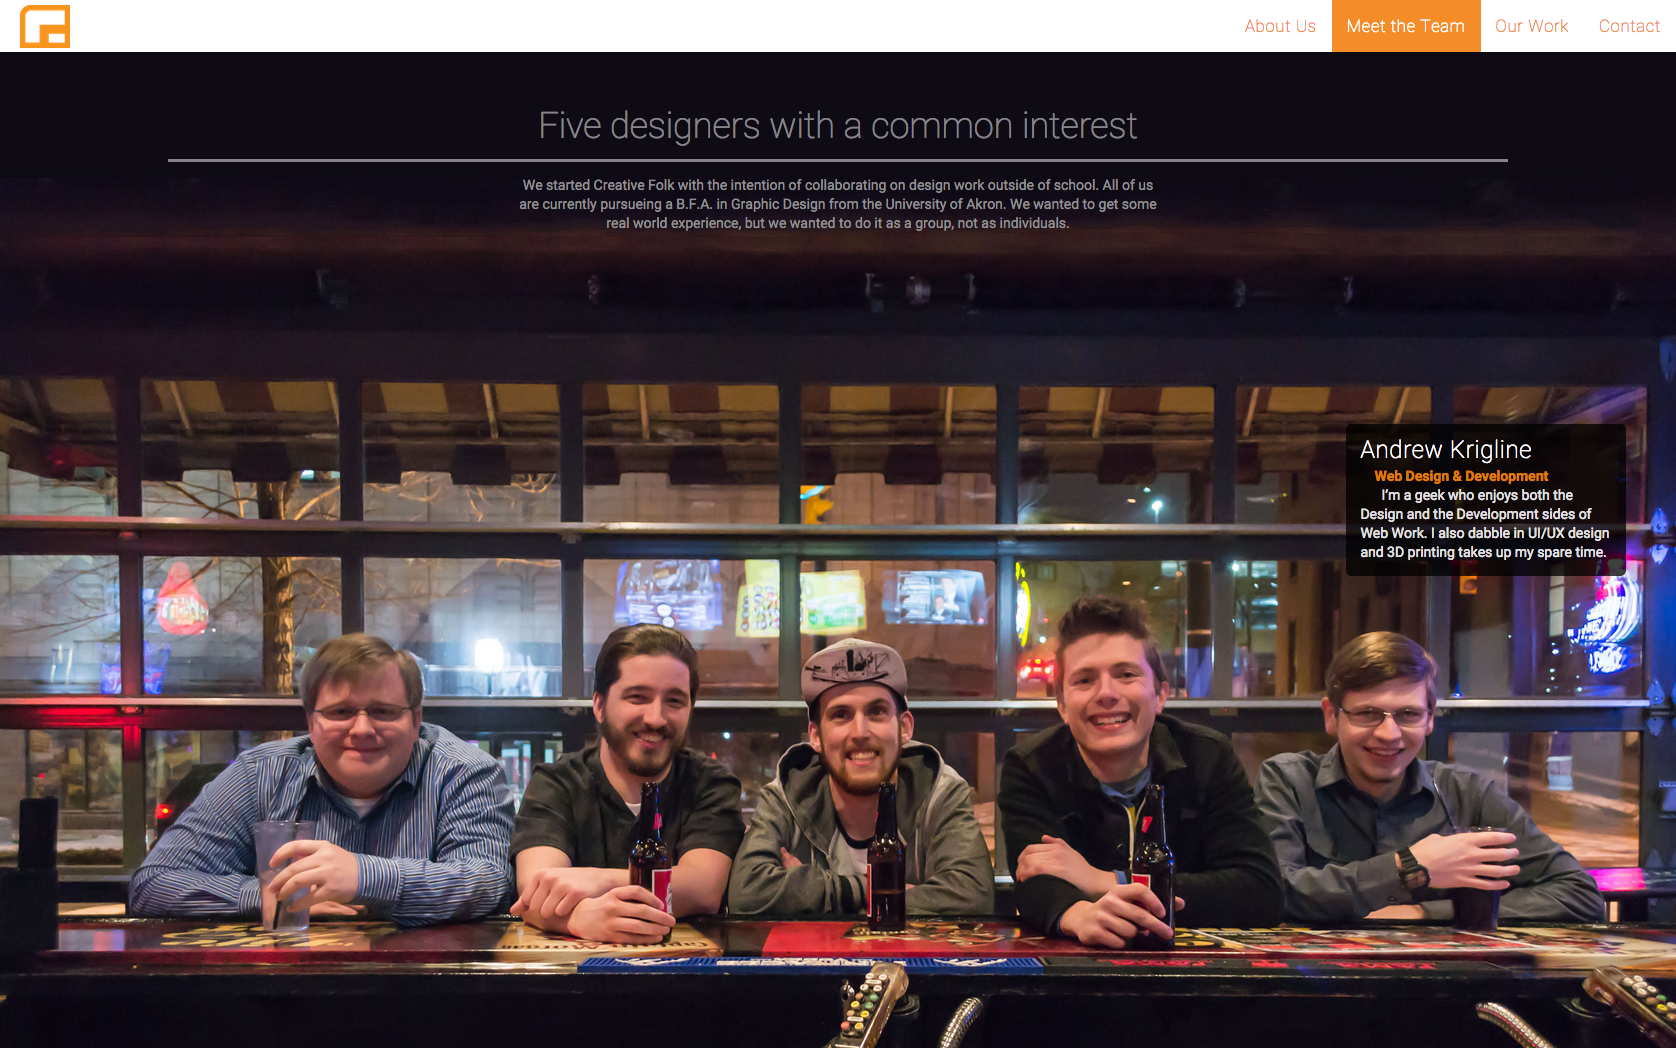 About Us
Meet the Team
Our Work
Contact
Five designers with a common interest
We started Creative Folk with the intention of collaborating on design work outside of school. All of us
are currently pursueing a B.F.A. in Graphic Design from the University of Akron. We wanted to get some
real world experience, but we wanted to do it as a group, not as individuals.
Andrew Krigline
Web Design & Development
I'm a geek who enjoys both the
Design and the Development sides of
Web Work. I also dabble in UI/UX design
and 3D printing takes up my spare time.